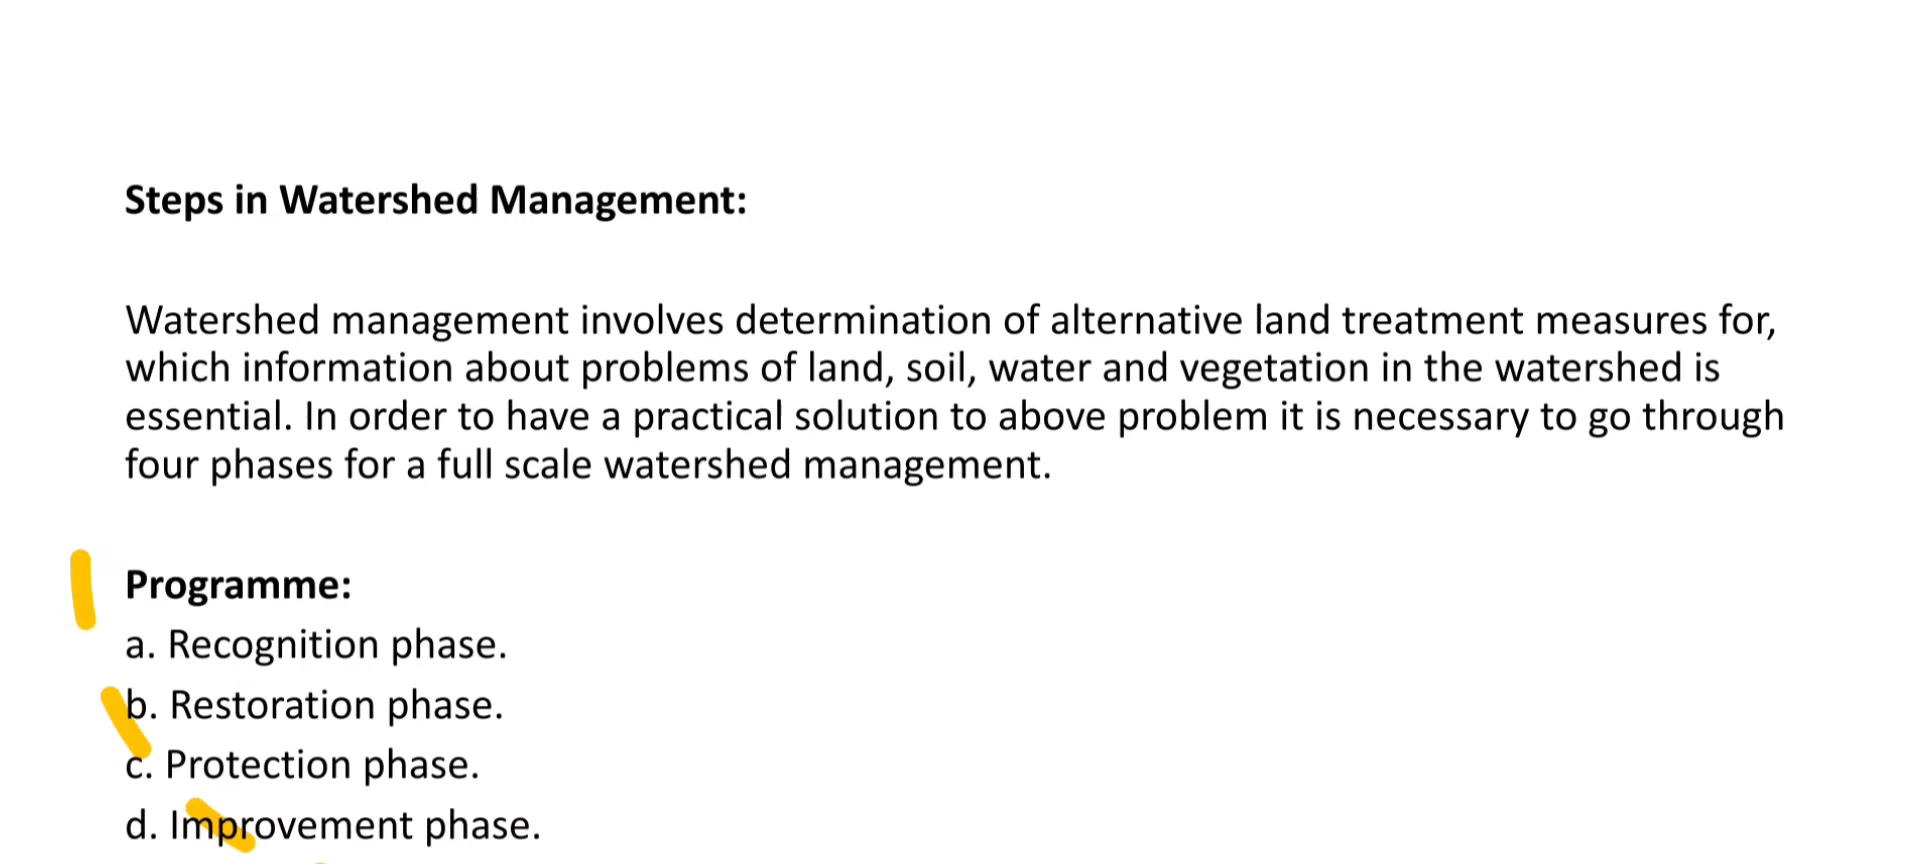 Steps in Watershed Management:
Watershed management involves determination of alternative land treatment measures for,
which information about problems of land, soil, water and vegetation in the watershed is
essential. In order to have a practical solution to above problem it is necessary to go through
four phases for a full scale watershed management.
Programme:
a. Recognition phase.
b. Restoration phase.
c. Protection phase.
d. Improvement phase.